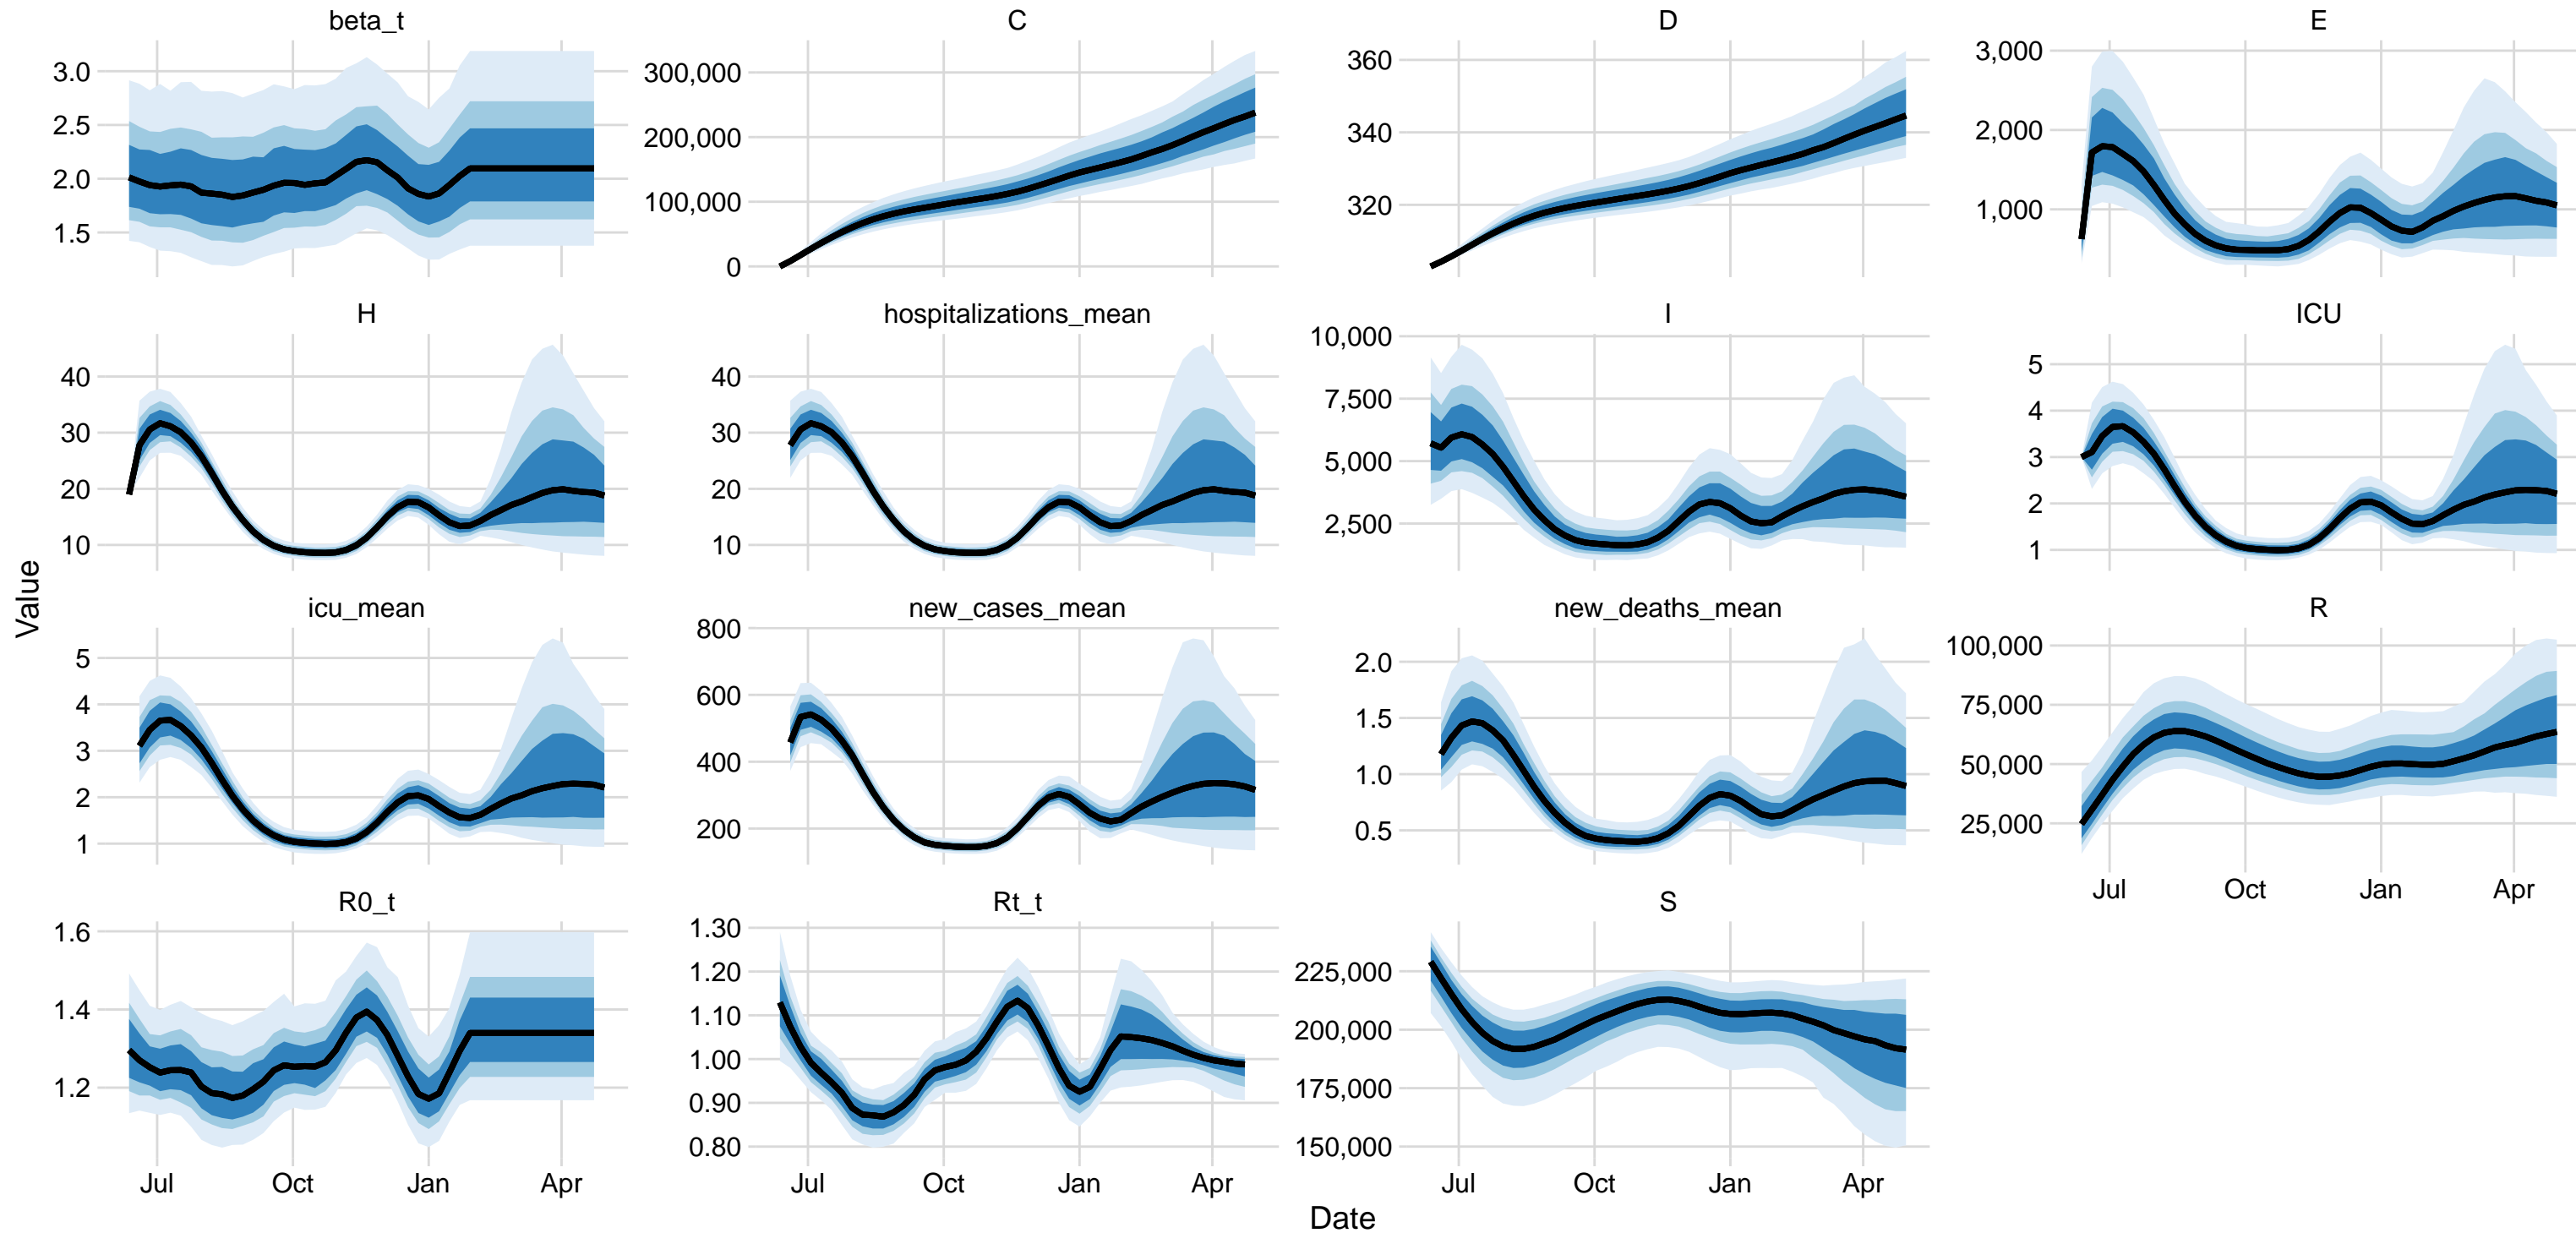 beta_t
C
D
E
3.0
2.5
2.0
1.5
300,000
200,000
100,000
0
360
340
320
3,000
2,000
1,000
H
hospitalizations_mean
I
ICU
40
30
20
10
40
30
20
10
10,000
7,500
5,000
2,500
5
4
3
2
1
Value
icu_mean
new_cases_mean
new_deaths_mean
R
5
4
3
2
1
800
600
400
200
2.0
1.5
1.0
0.5
100,000
75,000
50,000
25,000
Jul Oct Jan Apr
R0_t
Rt_t
S
1.6
1.4
1.2
1.30
1.20
1.10
1.00
0.90
0.80
225,000
200,000
175,000
150,000
Jul Oct Jan Apr
Jul Oct Jan Apr
Jul Oct Jan Apr
Date